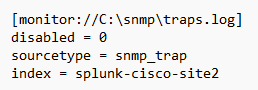 [monitor://C:\snmp\traps.log]
disabled = 0
sourcetype = snmp_trap
index = splunk-cisco-site2